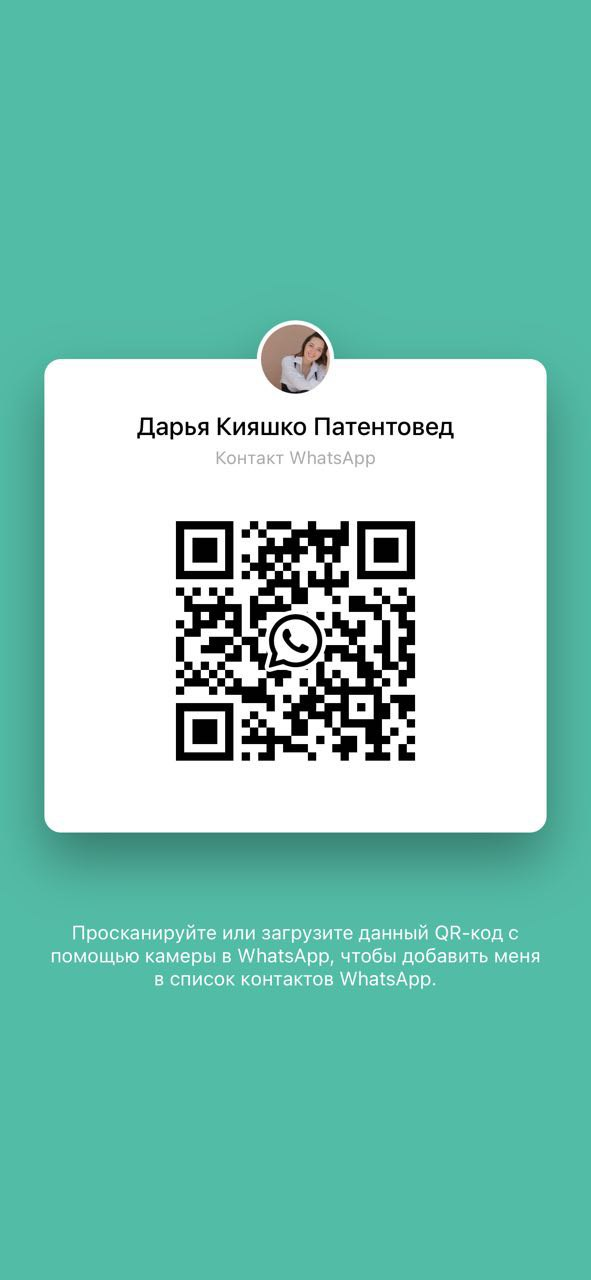 Дарья Кияшко Патентовед
Контакт WhatsApp
Просканируйте или загрузите данный QR-код с
помощью камеры в WhatsApp, чтобы добавить меня
в список контактов WhatsApp.